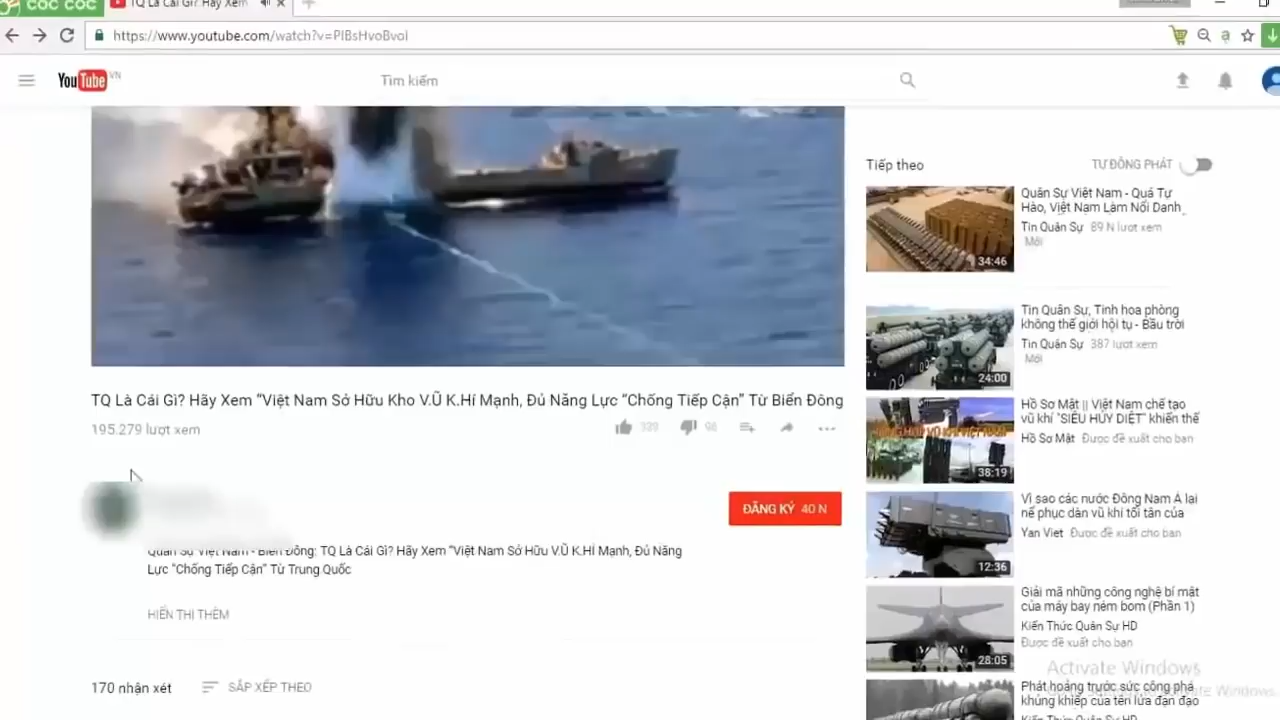 CỐC CỐC
TQ Là Cái Gì? Hãy Xem
https://www.youtube.com/watch?v=PlBsHvoBvoI
YouTube VN
Tìm kiếm
TQ Là Cái Gì? Hãy Xem “Việt Nam Sở Hữu Kho V.Ũ K.Hí Mạnh, Đủ Năng Lực “Chống Tiếp Cận” Từ Biển Đông
195.279 lượt xem
339
96
ĐĂNG KÝ 40 N
Quân Sự Việt Nam - Biển Đông: TQ Là Cái Gì? Hãy Xem “Việt Nam Sở Hữu V.Ũ K.Hí Mạnh, Đủ Năng
Lực “Chống Tiếp Cận” Từ Trung Quốc
HIỂN THỊ THÊM
170 nhận xét
SẮP XẾP THEO
Tiếp theo
TỰ ĐỘNG PHÁT
Quân Sự Việt Nam - Quá Tự
Hào, Việt Nam Làm Nổi Danh
Tin Quân Sự 89 N lượt xem
Mới
34:46
Tin Quân Sự, Tinh hoa phòng
không thế giới hội tụ - Bầu trời
Tin Quân Sự 387 lượt xem
Mới
24:00
Hồ Sơ Mật || Việt Nam chế tạo
vũ khí "SIÊU HỦY DIỆT" khiến thế
Hồ Sơ Mật Được đề xuất cho bạn
38:19
Vì sao các nước Đông Nam Á lại
nể phục dàn vũ khí tối tân của
Yan Viet Được đề xuất cho bạn
12:36
Giải mã những công nghệ bí mật
của máy bay ném bom (Phần 1)
Kiến Thức Quân Sự HD
Được đề xuất cho bạn
28:05
Activate Windows
Phát hoảng trước sức công phá
khủng khiếp của tên lửa đạn đạo
Kiến Thức Quân Sự HD